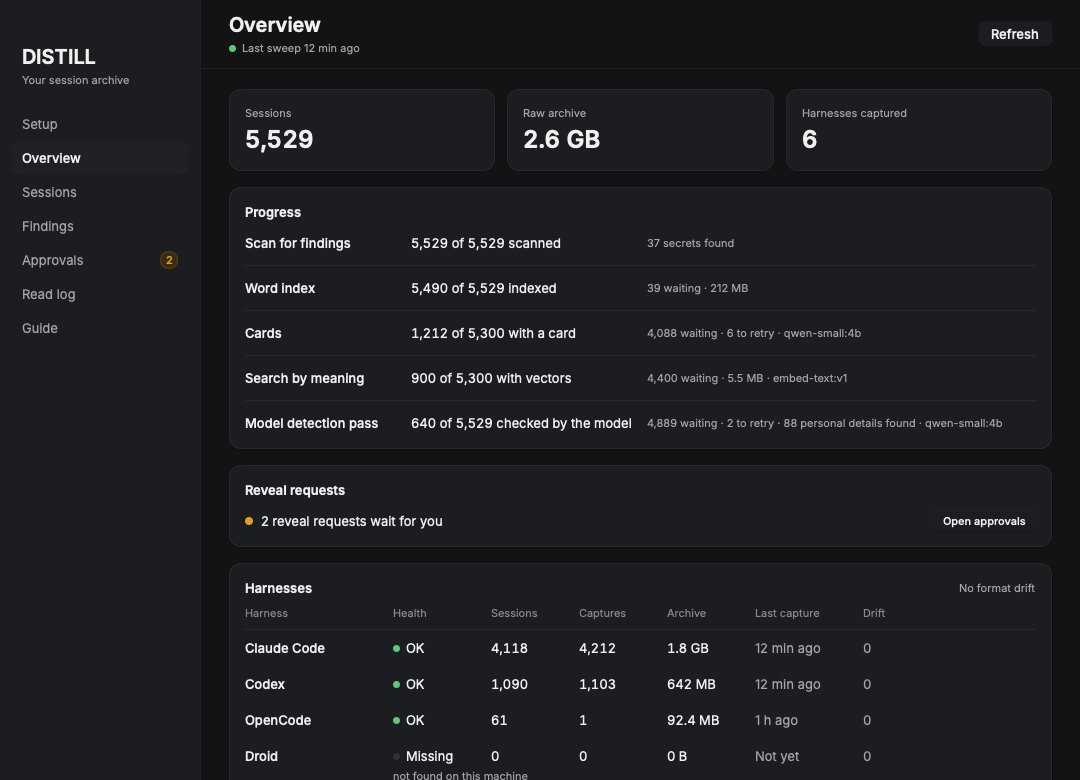 DISTILL
Your session archive
Setup
Overview
Sessions
Findings
Approvals 2
Read log
Guide
Overview
Last sweep 12 min ago
Refresh
Sessions
5,529
Raw archive
2.6 GB
Harnesses captured
6
Progress
Scan for findings 5,529 of 5,529 scanned 37 secrets found
Word index 5,490 of 5,529 indexed 39 waiting · 212 MB
Cards 1,212 of 5,300 with a card 4,088 waiting · 6 to retry · qwen-small:4b
Search by meaning 900 of 5,300 with vectors 4,400 waiting · 5.5 MB · embed-text:v1
Model detection pass 640 of 5,529 checked by the model 4,889 waiting · 2 to retry · 88 personal details found · qwen-small:4b
Reveal requests
2 reveal requests wait for you Open approvals
Harnesses No format drift
Harness Health Sessions Captures Archive Last capture Drift
Claude Code OK 4,118 4,212 1.8 GB 12 min ago 0
Codex OK 1,090 1,103 642 MB 12 min ago 0
OpenCode OK 61 1 92.4 MB 1 h ago 0
Droid Missing 0 0 0 B Not yet 0
not found on this machine